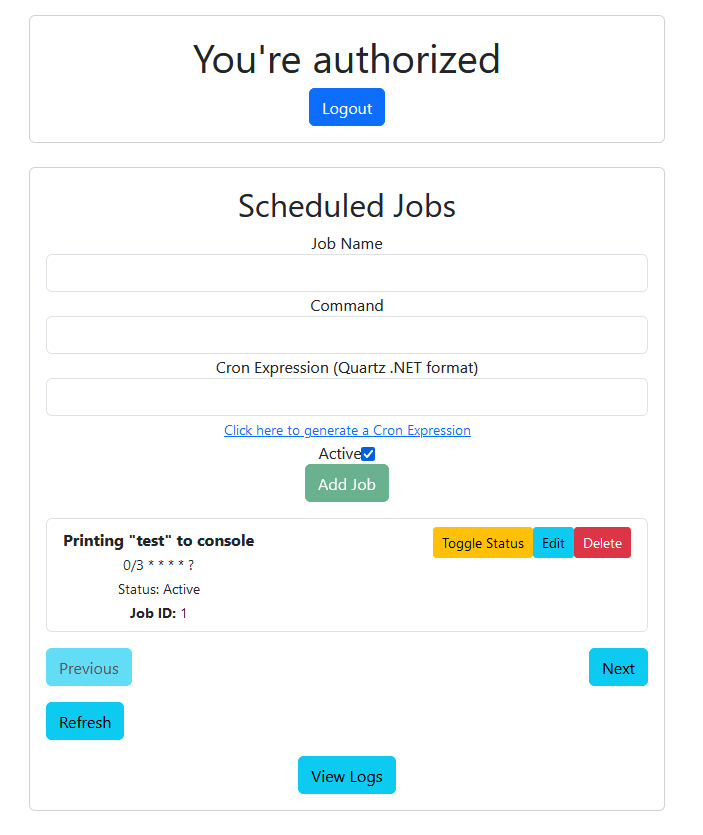 You're authorized
Logout
Scheduled Jobs
Job Name
Command
Cron Expression (Quartz .NET format)
Click here to generate a Cron Expression
Active
Add Job
Printing "test" to console
Toggle Status Edit Delete
0/3 * * * * ?
Status: Active
Job ID: 1
Previous Next
Refresh
View Logs